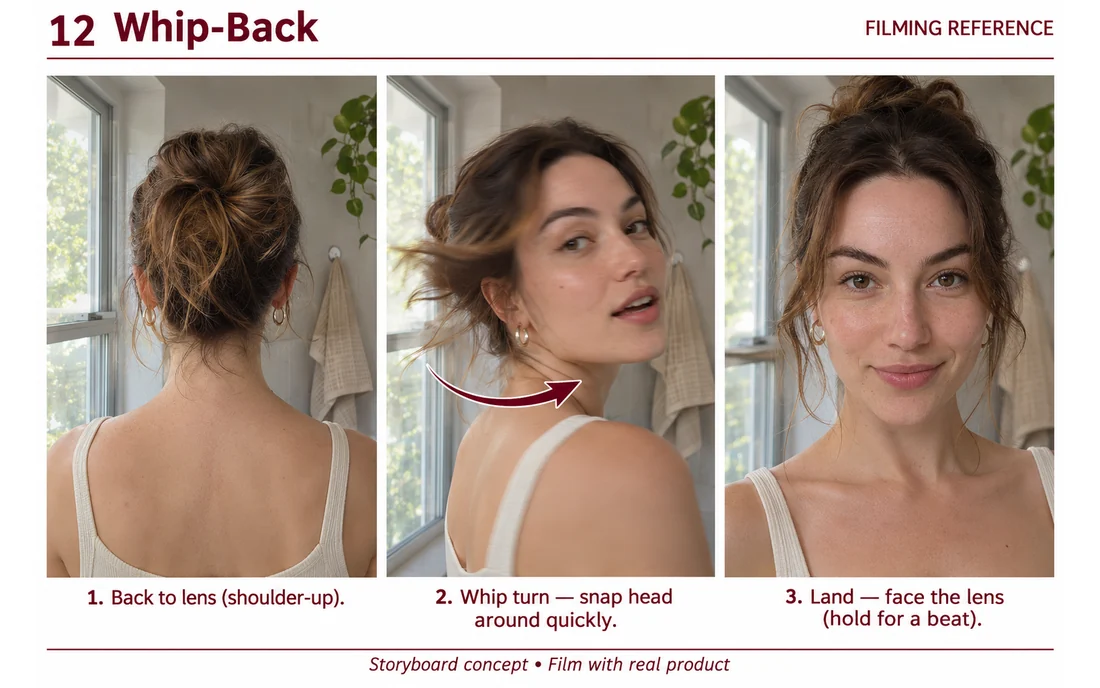 12 Whip-Back
FILMING REFERENCE
1. Back to lens (shoulder-up).
2. Whip turn — snap head
around quickly.
3. Land — face the lens
(hold for a beat).
Storyboard concept • Film with real product